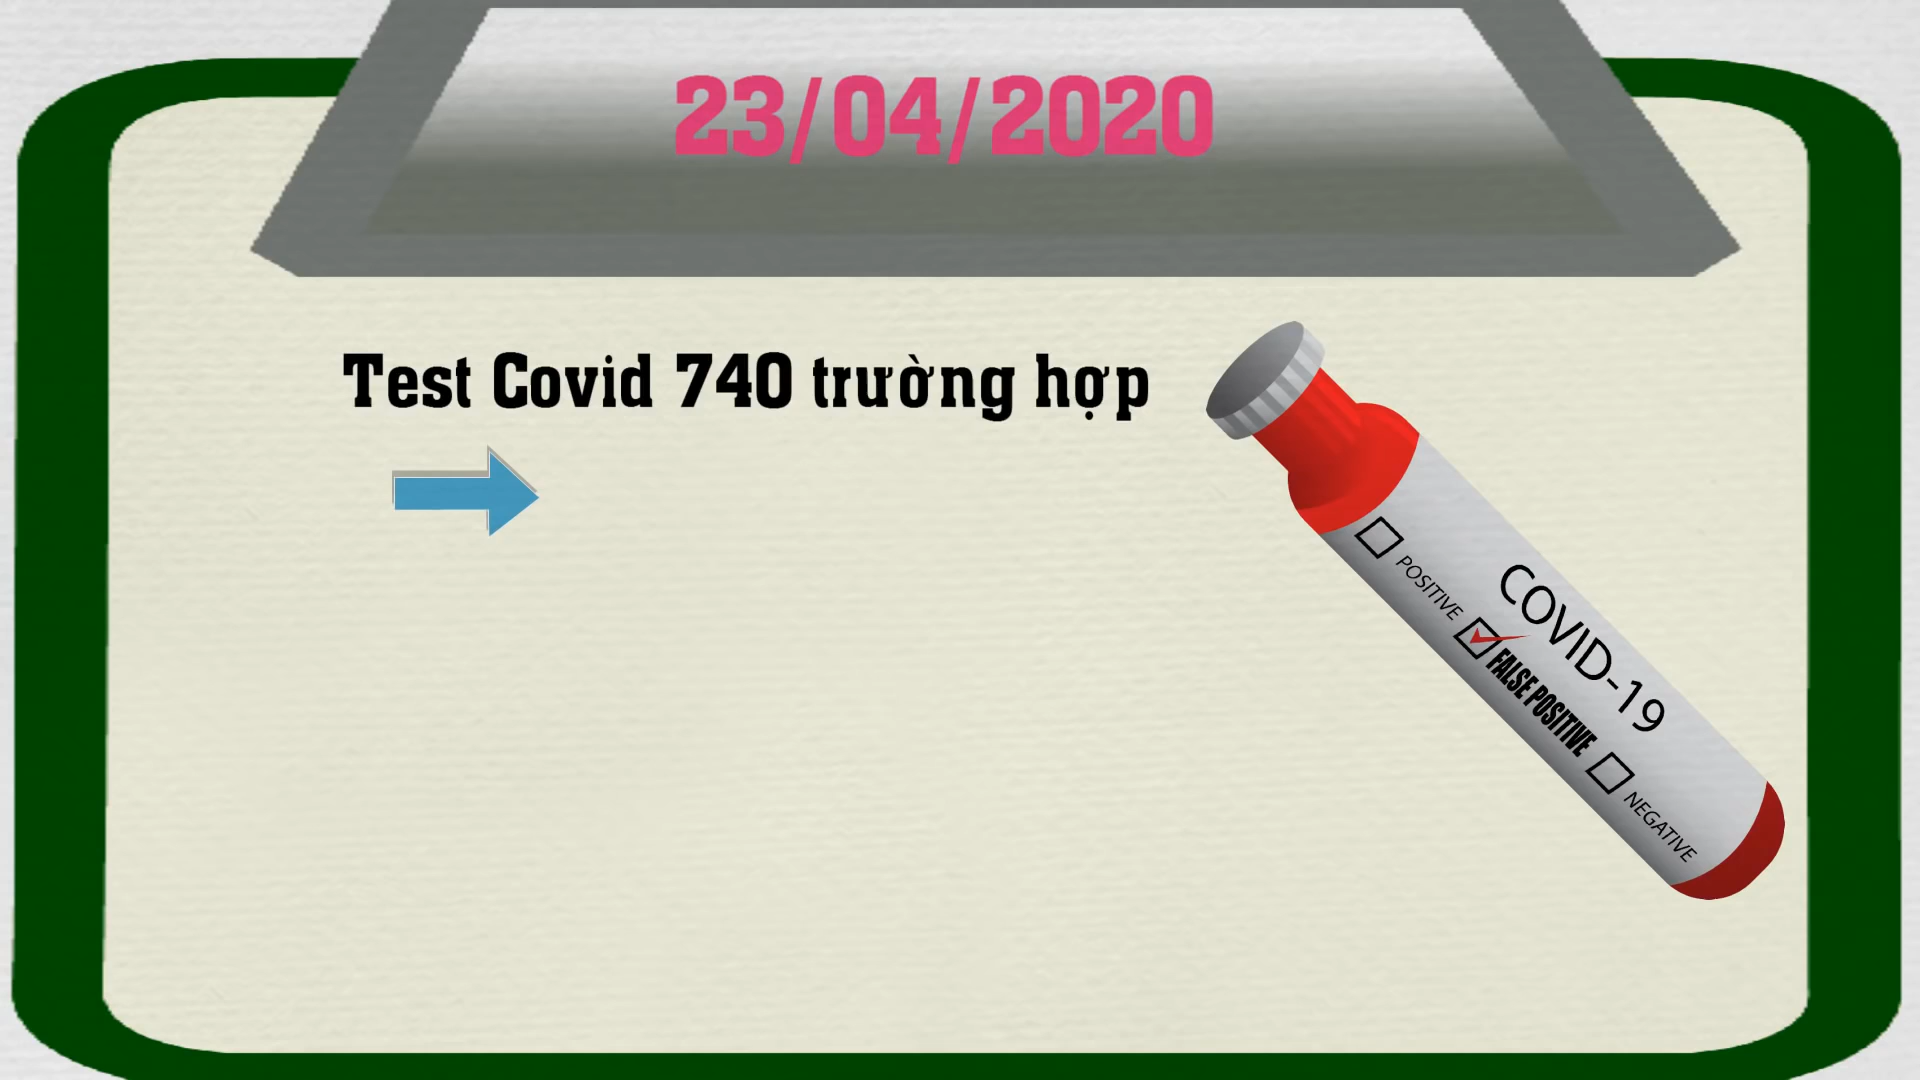 23/04/2020
Test Covid 740 trường hợp
COVID-19
POSITIVE
FALSE POSITIVE
NEGATIVE